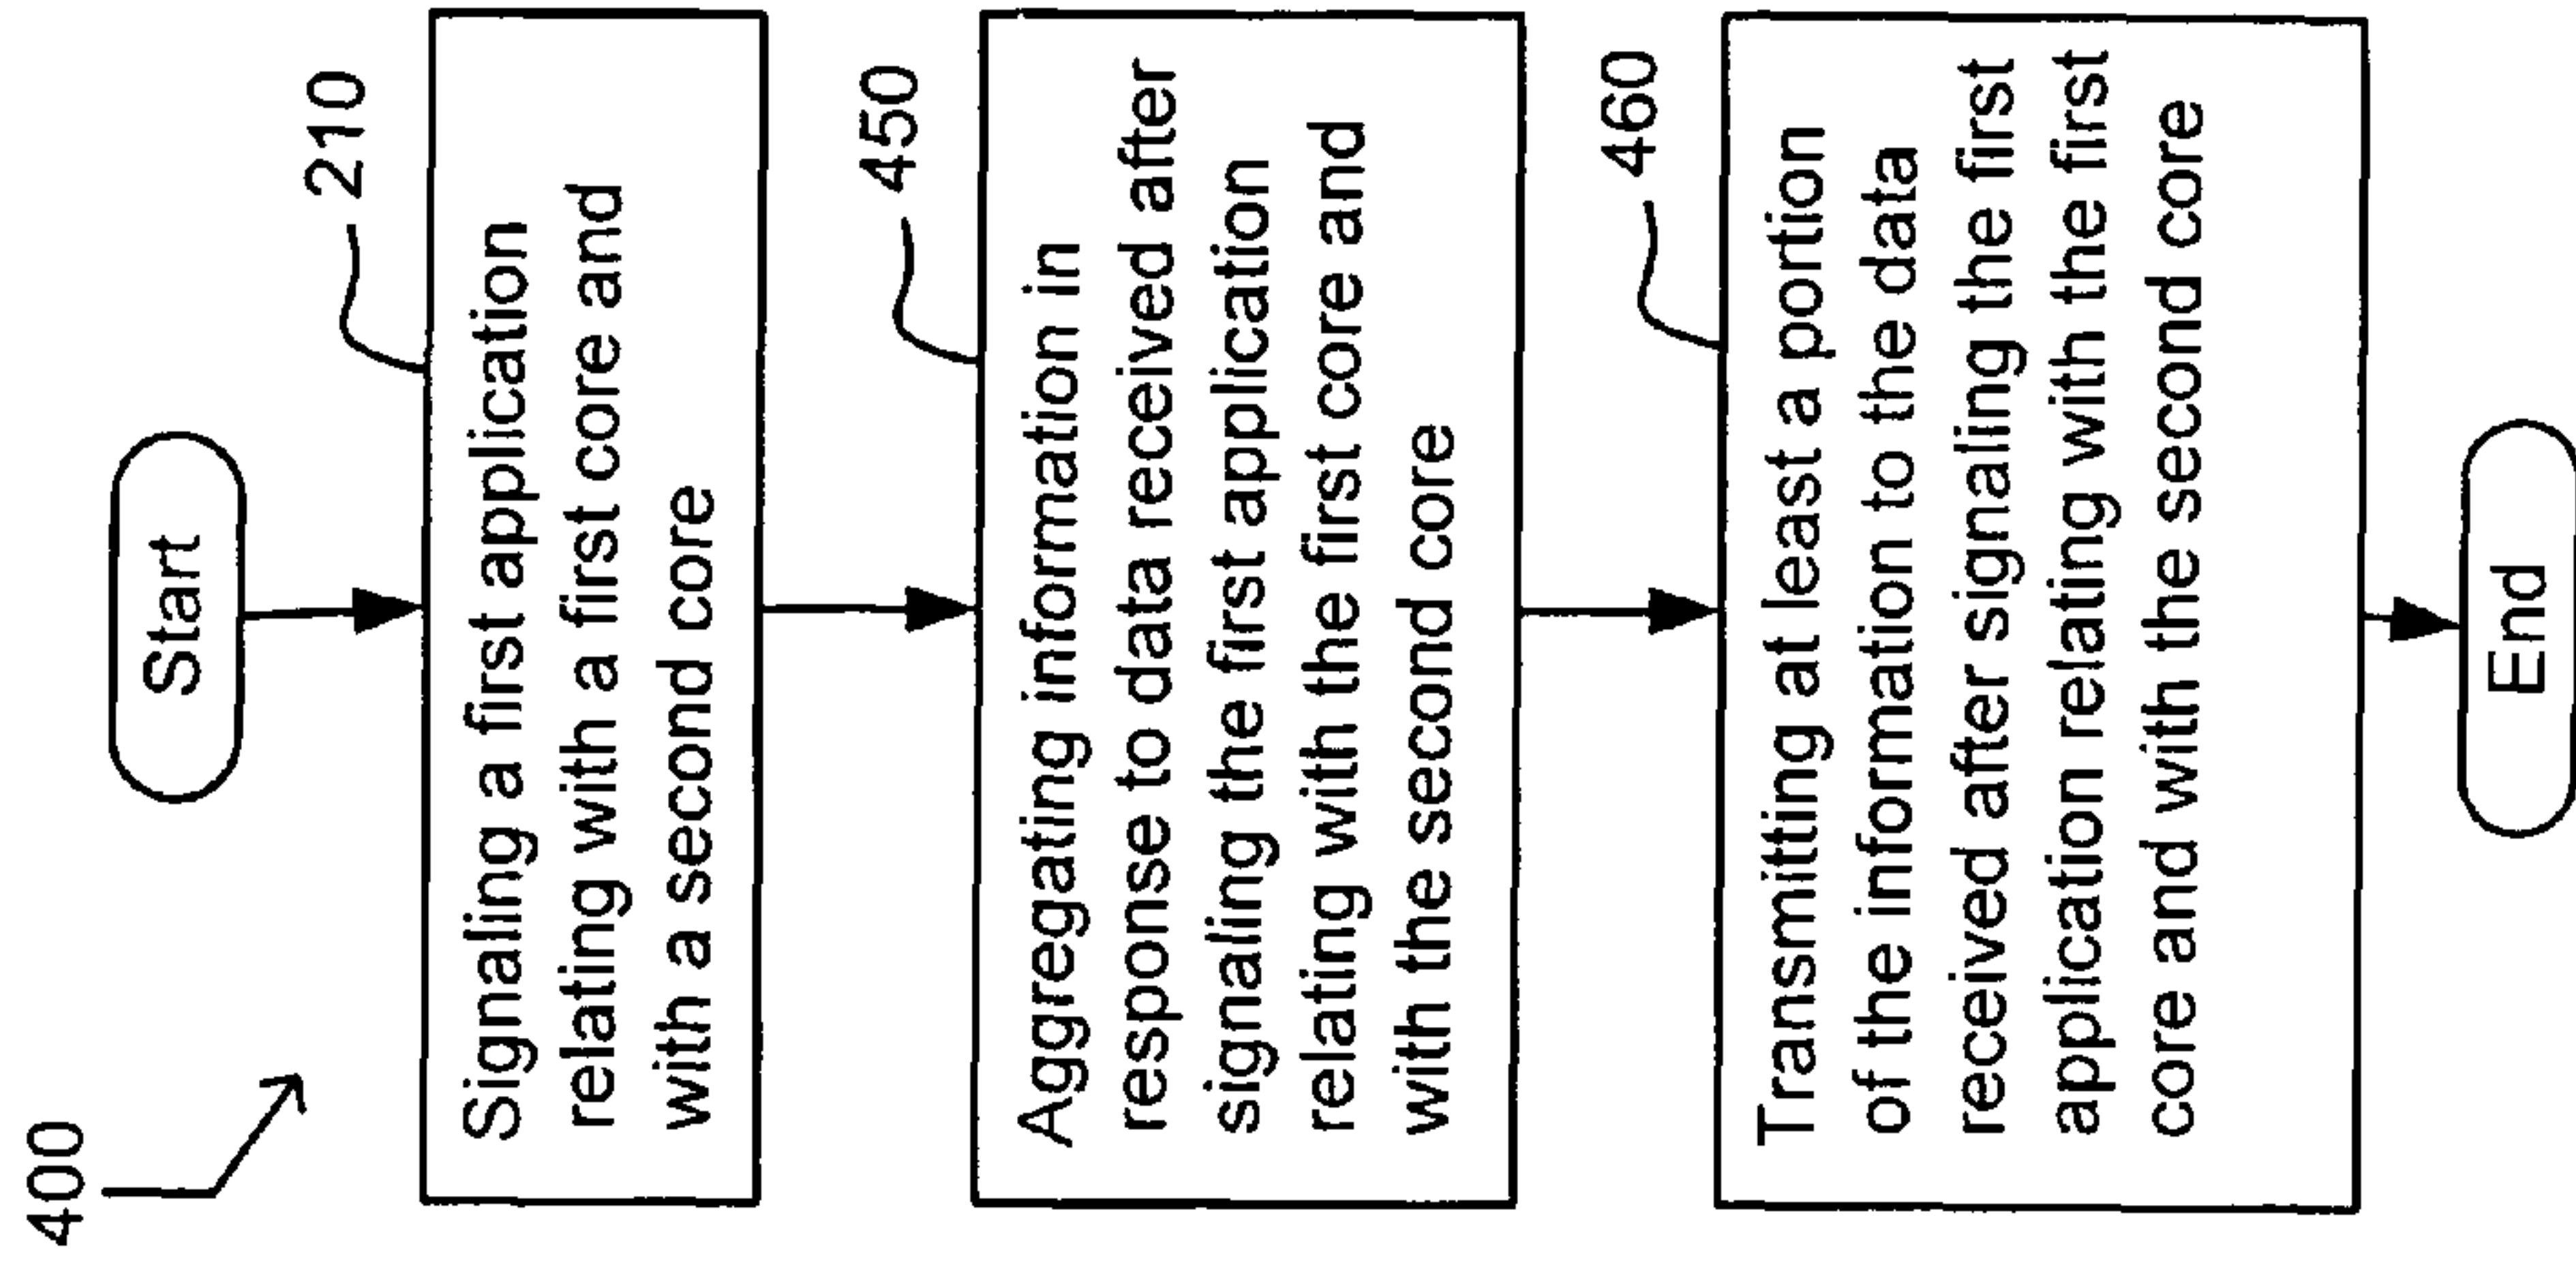 400
Start
210
Signaling a first application
relating with a first core and
with a second core
450
Aggregating information in
response to data received after
signaling the first application
relating with the first core and
with the second core
460
Transmitting at least a portion
of the information to the data
received after signaling the first
application relating with the first
core and with the second core
End